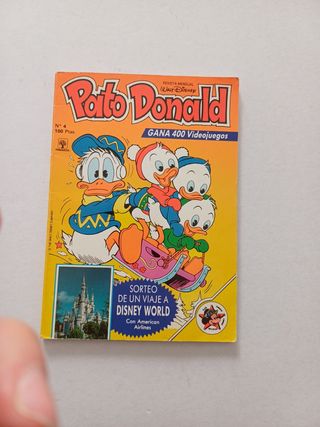 REVISTA MENSUAL
WALT DISNEY
Pato Donald
Nº 4
150 Ptas
GANA 400 Videojuegos
SORTEO
DE UN VIAJE A
DISNEY WORLD
Con American
Airlines